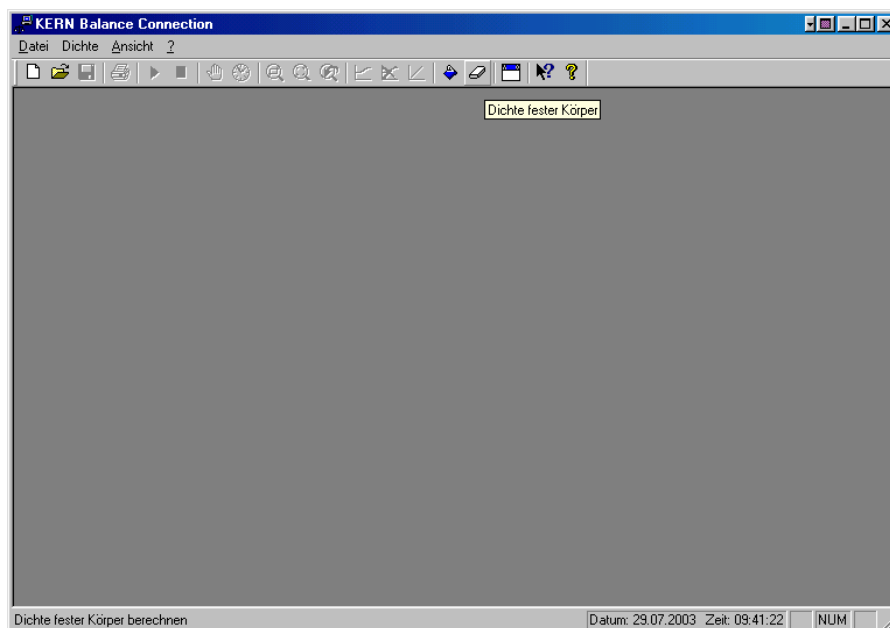 KERN Balance Connection
Datei Dichte Ansicht ?
Dichte fester Körper
Dichte fester Körper berechnen Datum: 29.07.2003 Zeit: 09:41:22 NUM